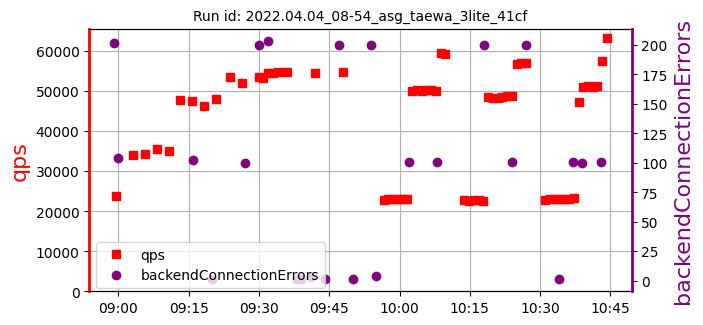 Run id: 2022.04.04_08-54_asg_taewa_3lite_41cf
qps
60000
50000
40000
30000
20000
10000
0
200
175
150
125
100
75
50
25
0
backendConnectionErrors
qps
backendConnectionErrors
09:00 09:15 09:30 09:45 10:00 10:15 10:30 10:45